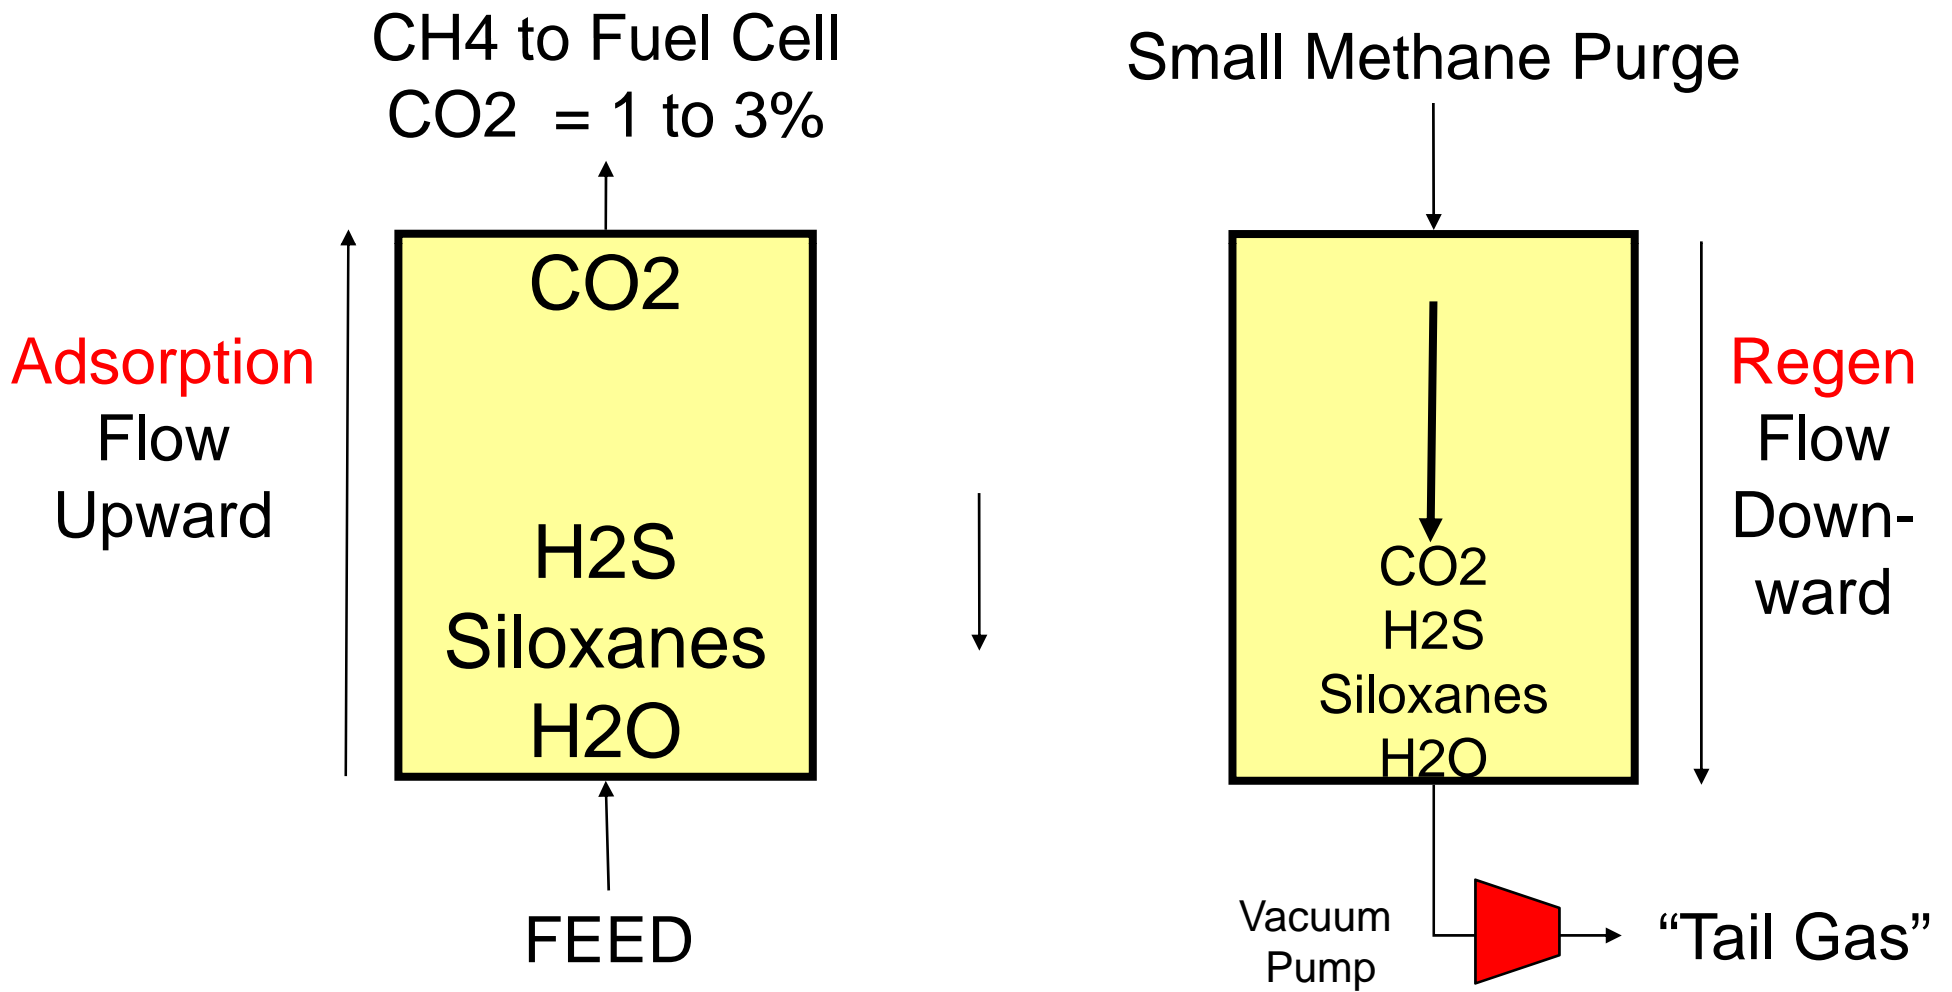 CH4 to Fuel Cell
CO2 = 1 to 3%
Small Methane Purge
Adsorption
Flow
Upward
CO2
H2S
Siloxanes
H2O
FEED
CO2
H2S
Siloxanes
H2O
Regen
Flow
Down-
ward
Vacuum
Pump
“Tail Gas”